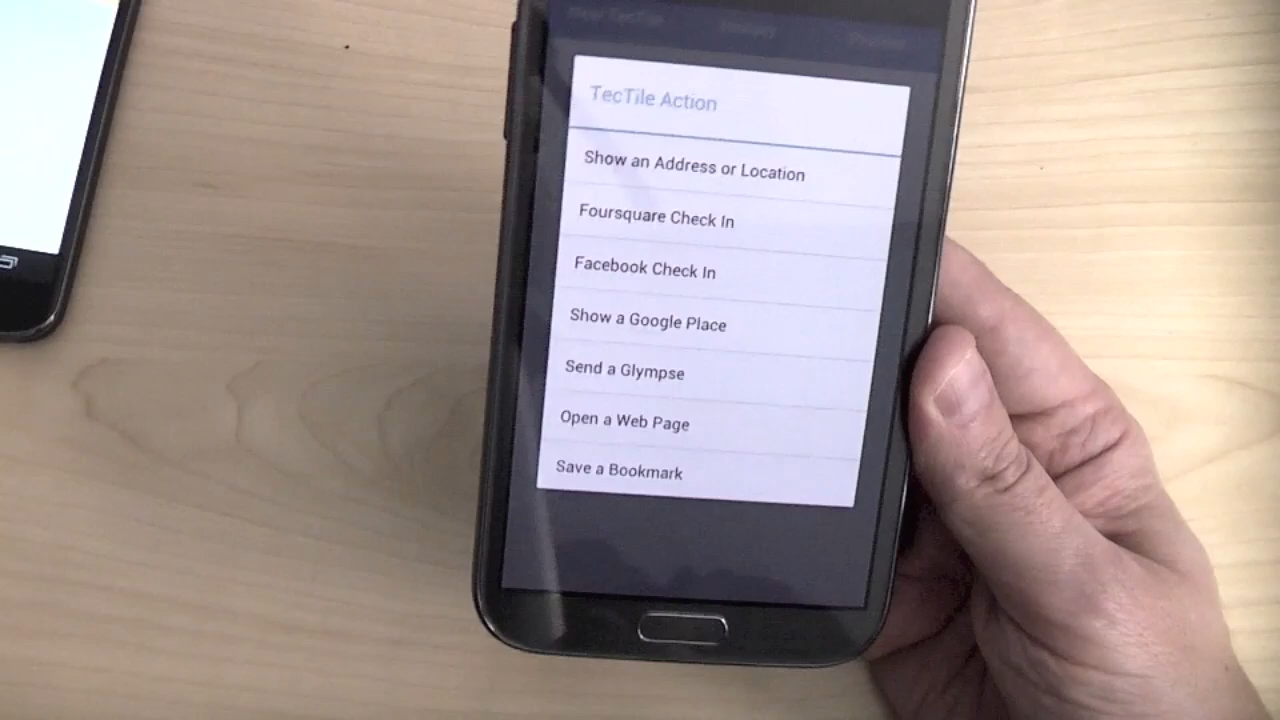 TecTile Action
Show an Address or Location
Foursquare Check In
Facebook Check In
Show a Google Place
Send a Glympse
Open a Web Page
Save a Bookmark